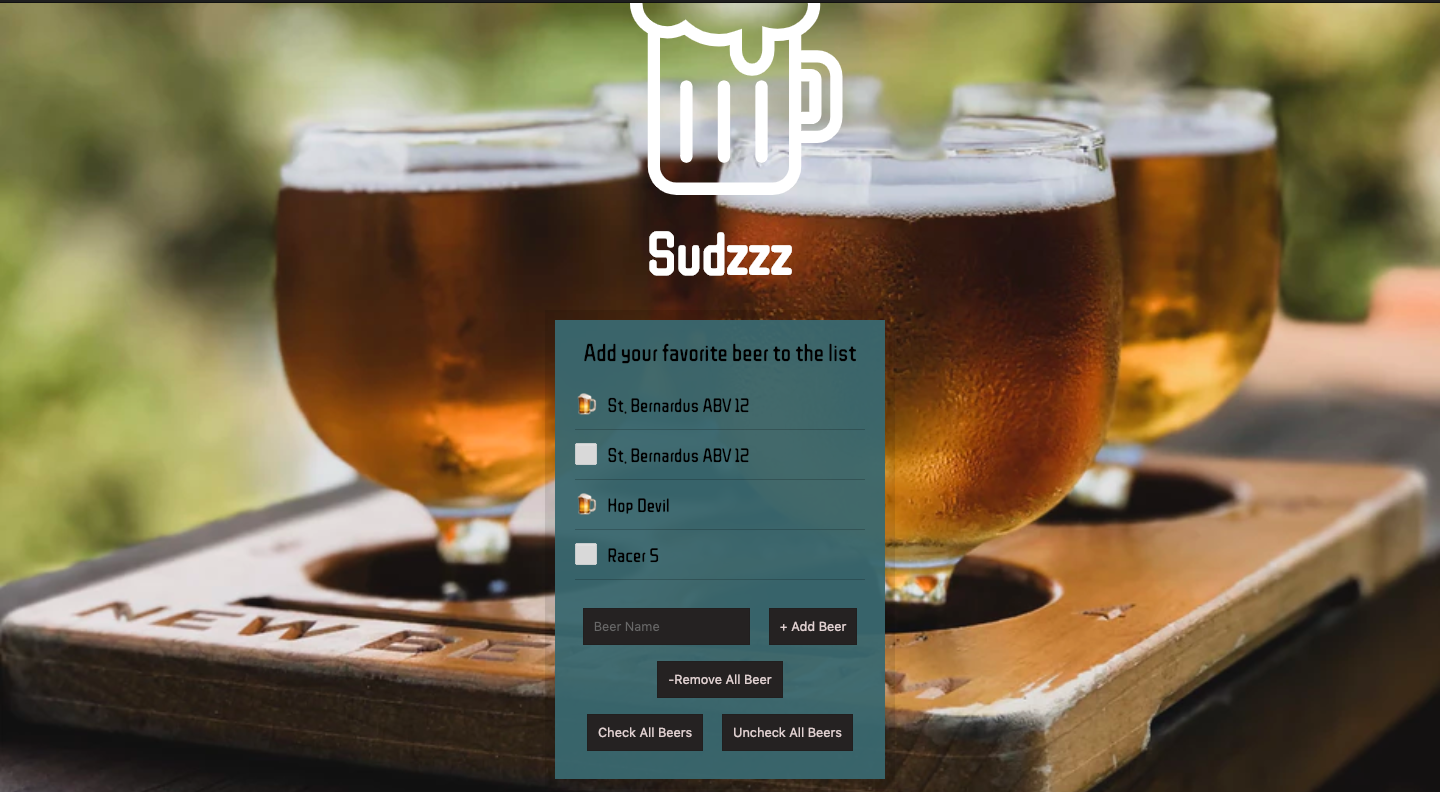 Sudzzz
Add your favorite beer to the list
St. Bernardus ABV 12
St. Bernardus ABV 12
Hop Devil
Racer 5
Beer Name
+ Add Beer
-Remove All Beer
Check All Beers
Uncheck All Beers
NEW BE